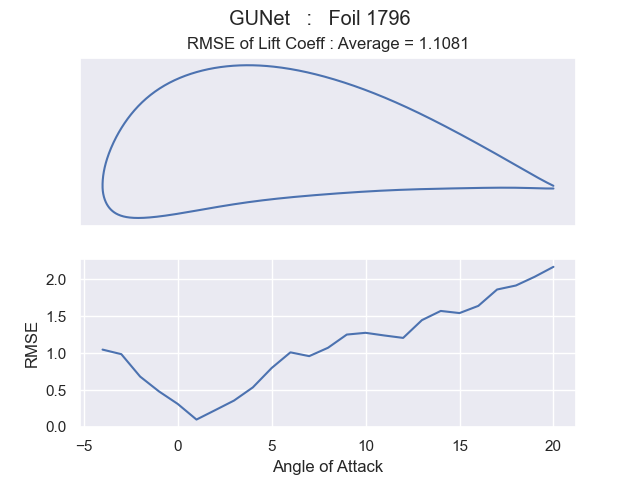 GUNet   :   Foil 1796
RMSE of Lift Coeff : Average = 1.1081
2.0
1.5
1.0
0.5
0.0
RMSE
−5
0
5
10
15
20
Angle of Attack